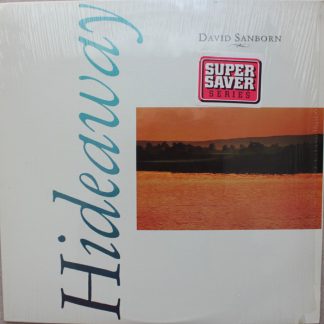 Hideaway
DAVID SANBORN
SUPER
SAVER
SERIES